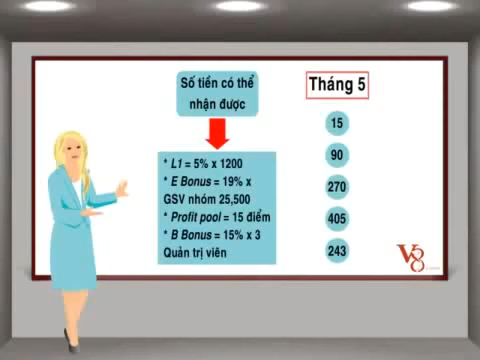 Số tiền có thể
nhận được
Tháng 5
* L1 = 5% x 1200
* E Bonus = 19% x
GSV nhóm 25,500
* Profit pool = 15 điểm
* B Bonus = 15% x 3
Quản trị viên
15
90
270
405
243
V8